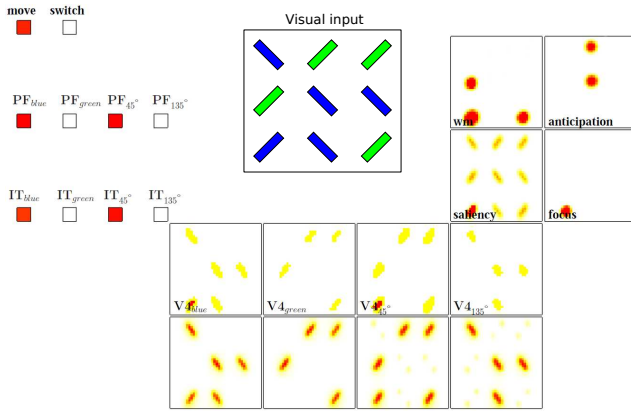 move switch
Visual input
PF_blue PF_green PF_45° PF_135°
wm anticipation
IT_blue IT_green IT_45° IT_135°
saliency focus
V4_blue V4_green V4_45° V4_135°